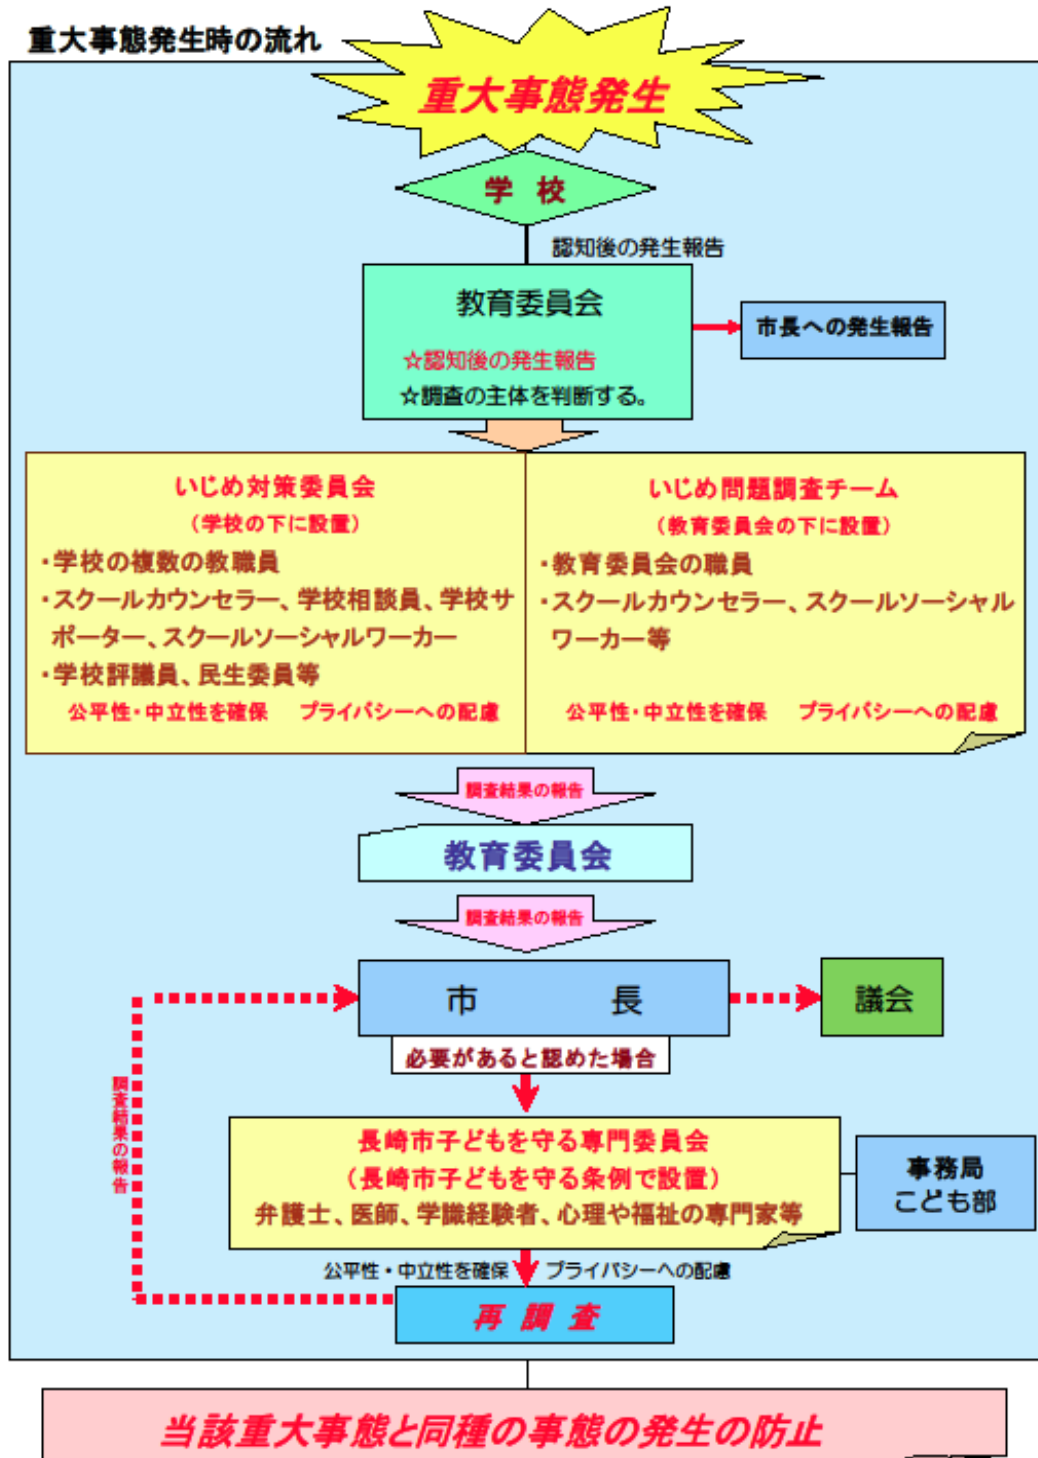 重大事態発生時の流れ
重大事態発生
学 校
認知後の発生報告
教育委員会
☆認知後の発生報告
☆調査の主体を判断する。
市長への発生報告
いじめ対策委員会
（学校の下に設置）
・学校の複数の教職員
・スクールカウンセラー、学校相談員、学校サ
ポーター、スクールソーシャルワーカー
・学校評議員、民生委員等
公平性・中立性を確保 プライバシーへの配慮
いじめ問題調査チーム
（教育委員会の下に設置）
・教育委員会の職員
・スクールカウンセラー、スクールソーシャル
ワーカー等
公平性・中立性を確保 プライバシーへの配慮
調査結果の報告
教育委員会
調査結果の報告
市 長
議会
必要があると認めた場合
調査結果の報告
長崎市子どもを守る専門委員会
（長崎市子どもを守る条例で設置）
弁護士、医師、学識経験者、心理や福祉の専門家等
事務局
こども部
公平性・中立性を確保 プライバシーへの配慮
再 調 査
当該重大事態と同種の事態の発生の防止